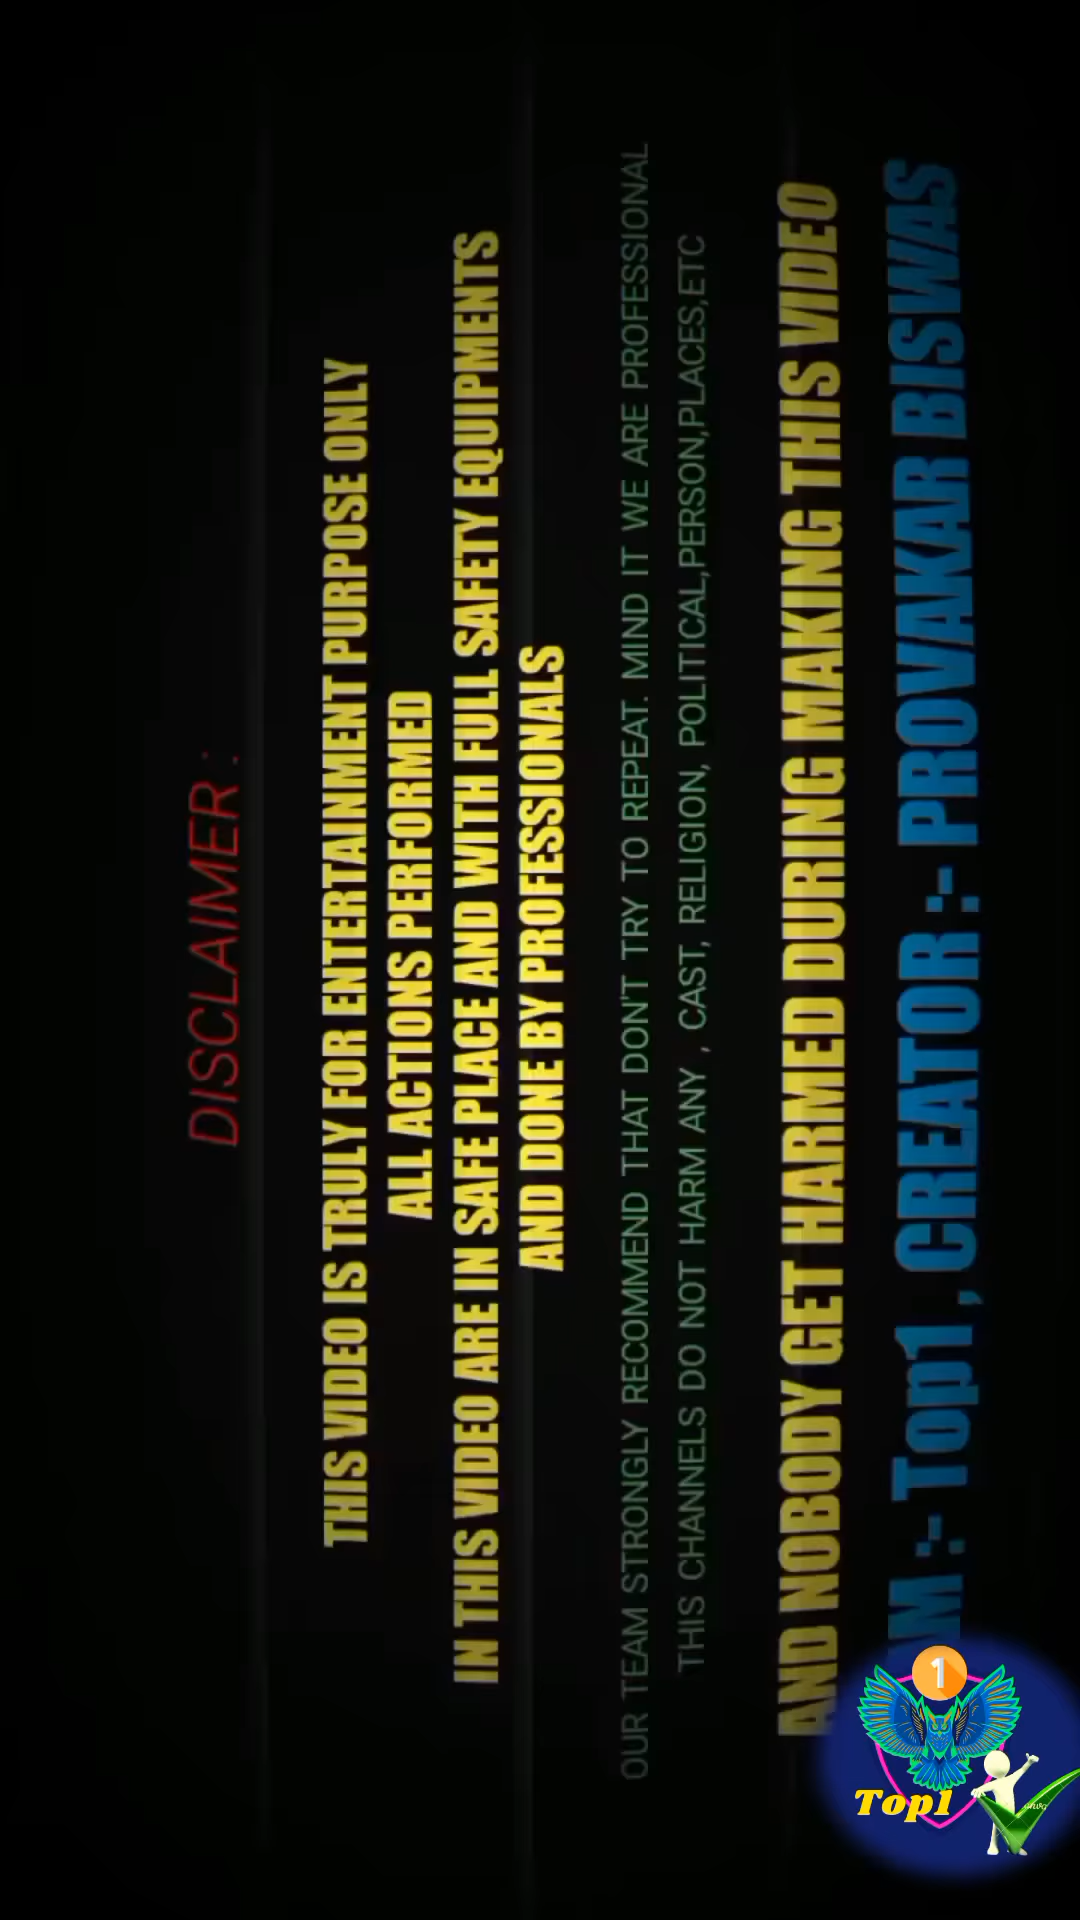 DISCLAIMER :
THIS VIDEO IS TRULY FOR ENTERTAINMENT PURPOSE ONLY
ALL ACTIONS PERFORMED
IN THIS VIDEO ARE IN SAFE PLACE AND WITH FULL SAFETY EQUIPMENTS
AND DONE BY PROFESSIONALS
OUR TEAM STRONGLY RECOMMEND THAT DON'T TRY TO REPEAT. MIND IT WE ARE PROFESSIONAL
THIS CHANNELS DO NOT HARM ANY , CAST, RELIGION, POLITICAL,PERSON,PLACES,ETC
AND NOBODY GET HARMED DURING MAKING THIS VIDEO
:- Top1 , CREATOR :- PROVAKAR BISWAS
1
Top1